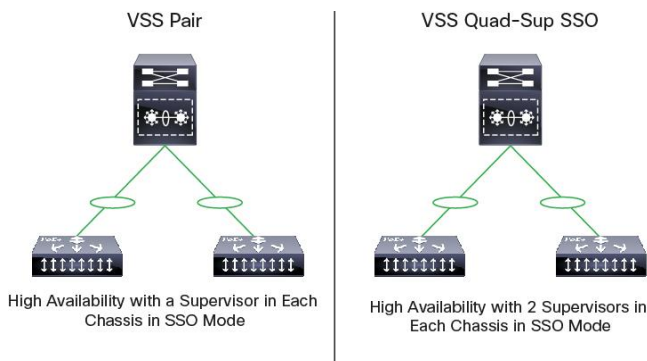 VSS Pair
High Availability with a Supervisor in Each
Chassis in SSO Mode
VSS Quad-Sup SSO
High Availability with 2 Supervisors in
Each Chassis in SSO Mode